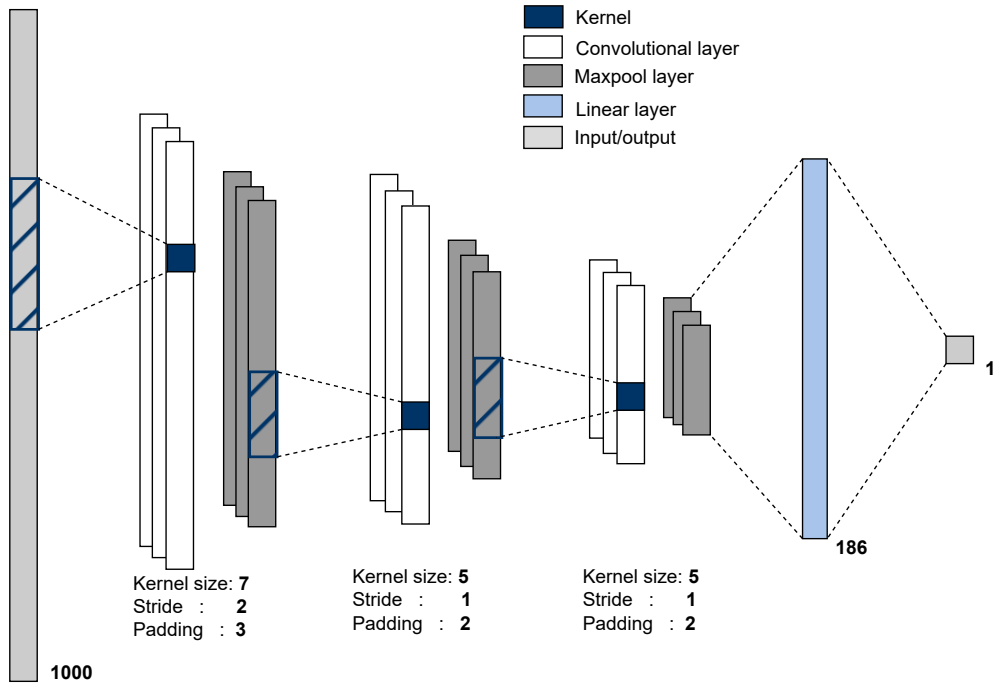 Kernel
Convolutional layer
Maxpool layer
Linear layer
Input/output
1
186
Kernel size: 7
Stride : 2
Padding : 3
Kernel size: 5
Stride : 1
Padding : 2
Kernel size: 5
Stride : 1
Padding : 2
1000